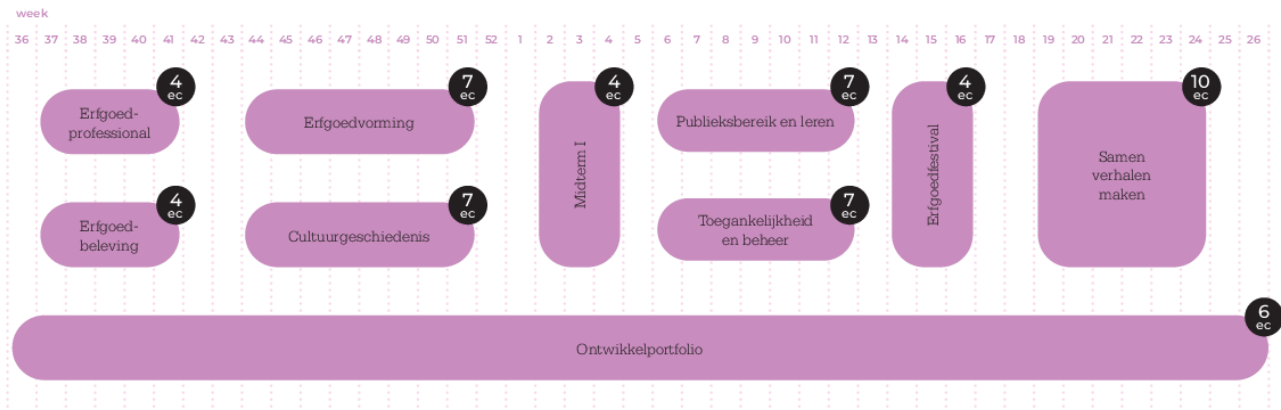 week
36 37 38 39 40 41 42 43 44 45 46 47 48 49 50 51 52 1 2 3 4 5 6 7 8 9 10 11 12 13 14 15 16 17 18 19 20 21 22 23 24 25 26
4
ec
Erfgoed-
professional
7
ec
Erfgoedvorming
4
ec
Midterm I
7
ec
Publieksbereik en leren
4
ec
Erfgoedfestival
10
ec
Samen
verhalen
maken
4
ec
Erfgoed-
beleving
7
ec
Cultuurgeschiedenis
7
ec
Toegankelijkheid
en beheer
6
ec
Ontwikkelportfolio